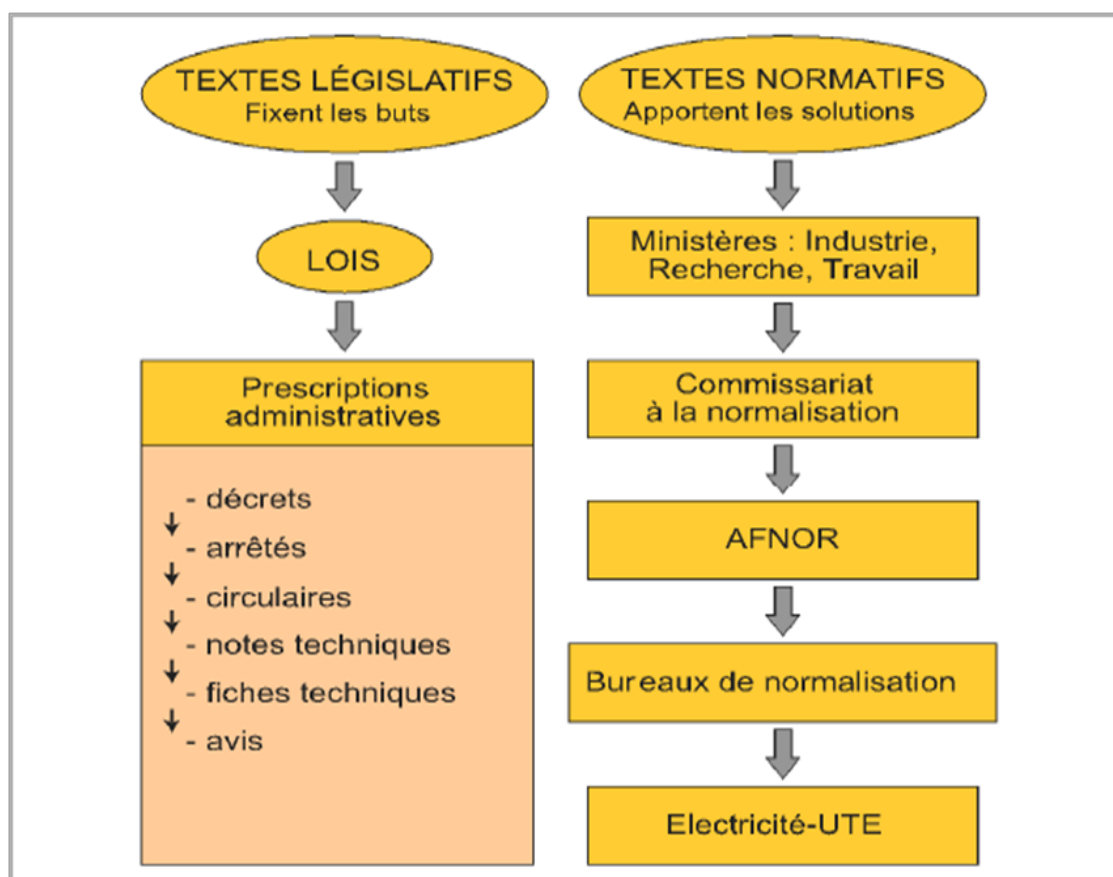 TEXTES LÉGISLATIFS
Fixent les buts
LOIS
Prescriptions
administratives
- décrets
- arrêtés
- circulaires
- notes techniques
- fiches techniques
- avis
TEXTES NORMATIFS
Apportent les solutions
Ministères : Industrie,
Recherche, Travail
Commissariat
à la normalisation
AFNOR
Bureaux de normalisation
Electricité-UTE